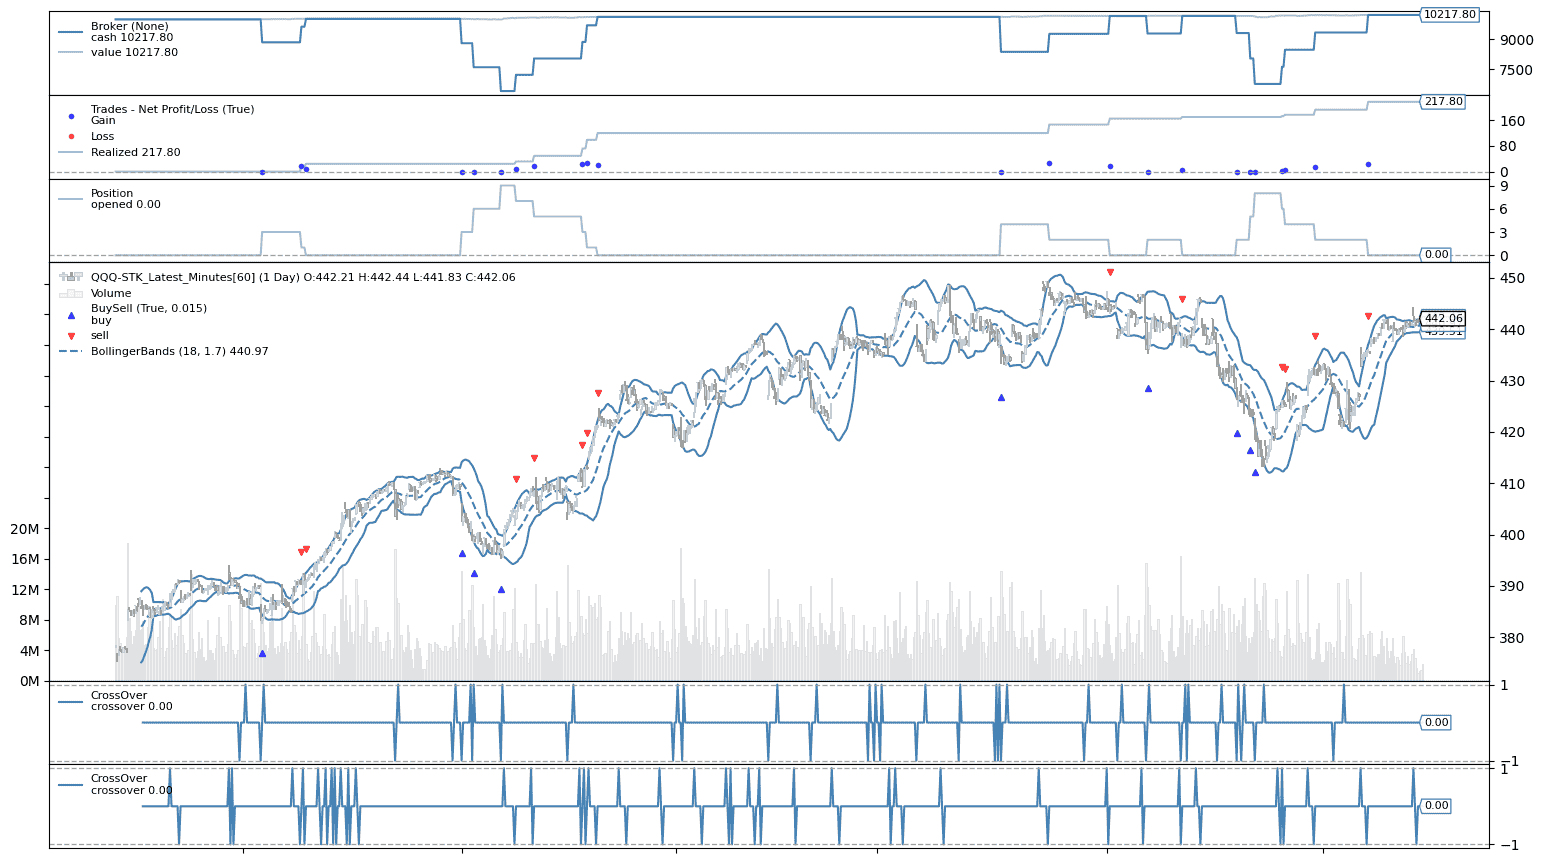 Broker (None)
cash 10217.80
value 10217.80
10217.80
9000
7500
Trades - Net Profit/Loss (True)
Gain
Loss
Realized 217.80
217.80
160
80
0
Position
opened 0.00
9
6
3
0
0.00
QQQ-STK_Latest_Minutes[60] (1 Day) O:442.21 H:442.44 L:441.83 C:442.06
Volume
BuySell (True, 0.015)
buy
sell
BollingerBands (18, 1.7) 440.97
450
442.06
440
430
420
410
400
390
380
20M
16M
12M
8M
4M
0M
CrossOver
crossover 0.00
1
0.00
−1
CrossOver
crossover 0.00
1
0.00
−1